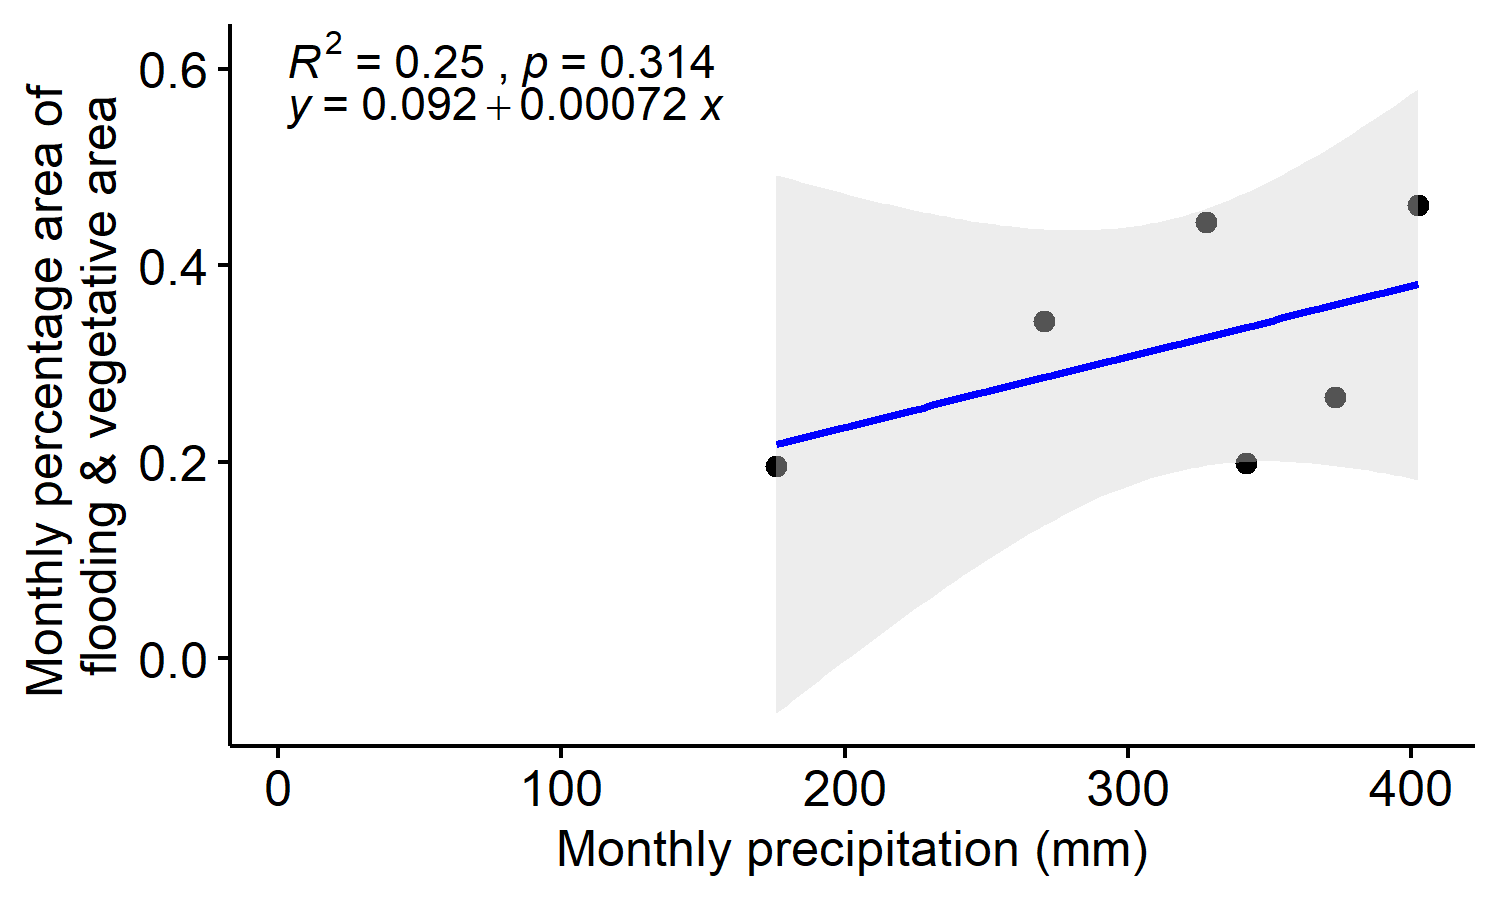 R² = 0.25 , p = 0.314
y = 0.092 + 0.00072 x
Monthly percentage area of
flooding & vegetative area
0.6
0.4
0.2
0.0
0 100 200 300 400
Monthly precipitation (mm)